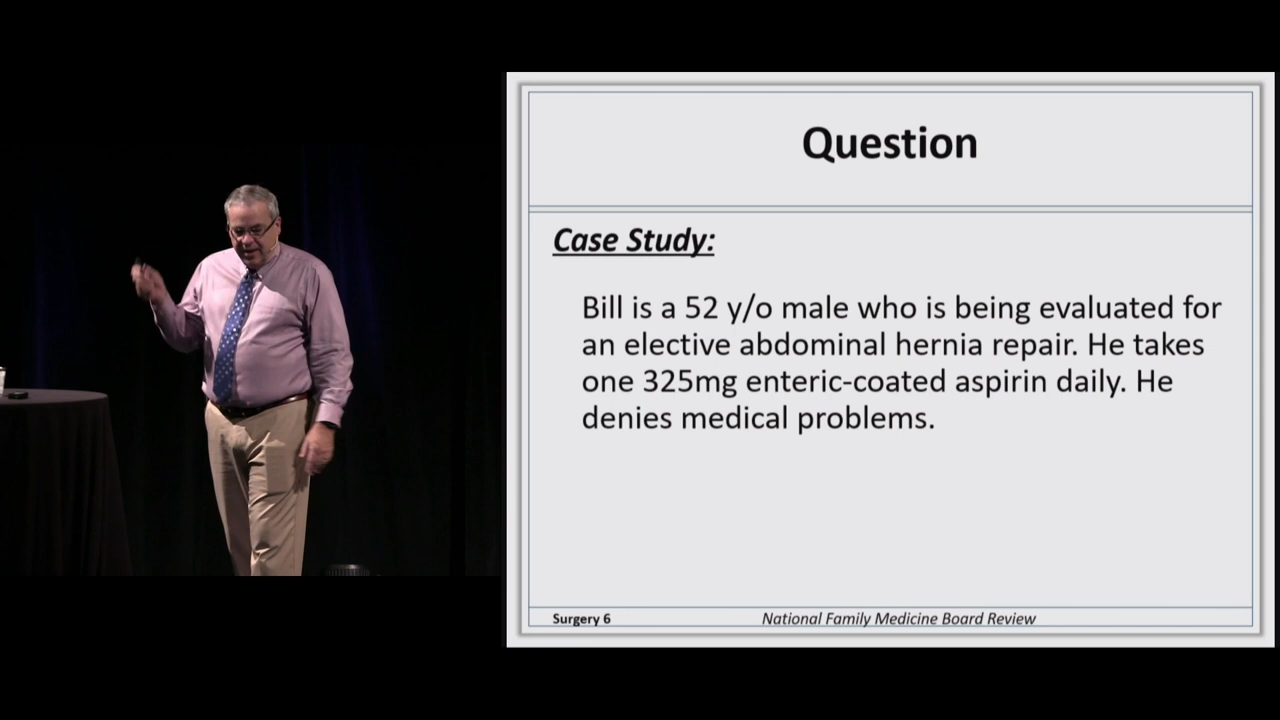 Question
Case Study:
Bill is a 52 y/o male who is being evaluated for
an elective abdominal hernia repair. He takes
one 325mg enteric-coated aspirin daily. He
denies medical problems.
Surgery 6
National Family Medicine Board Review